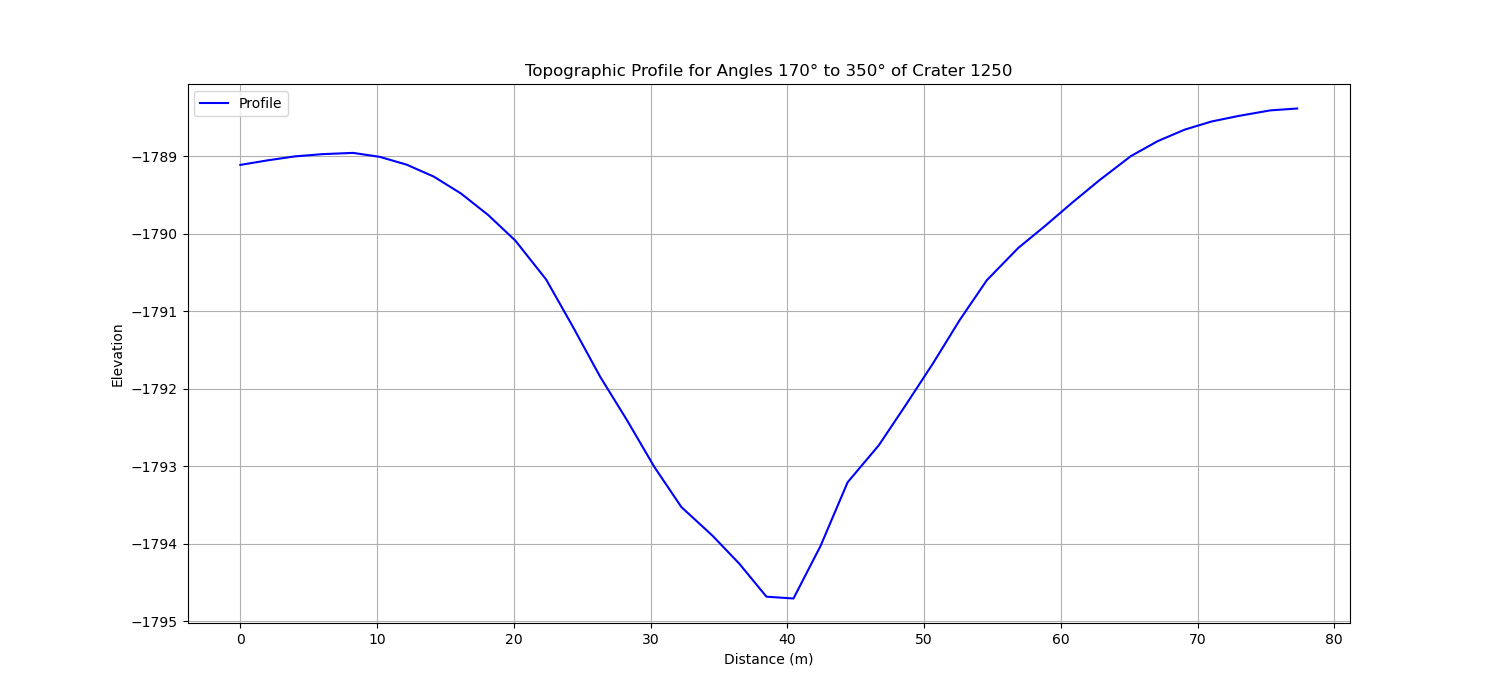 Topographic Profile for Angles 170° to 350° of Crater 1250
Profile
−1789
−1790
−1791
−1792
−1793
−1794
−1795
Elevation
0 10 20 30 40 50 60 70 80
Distance (m)